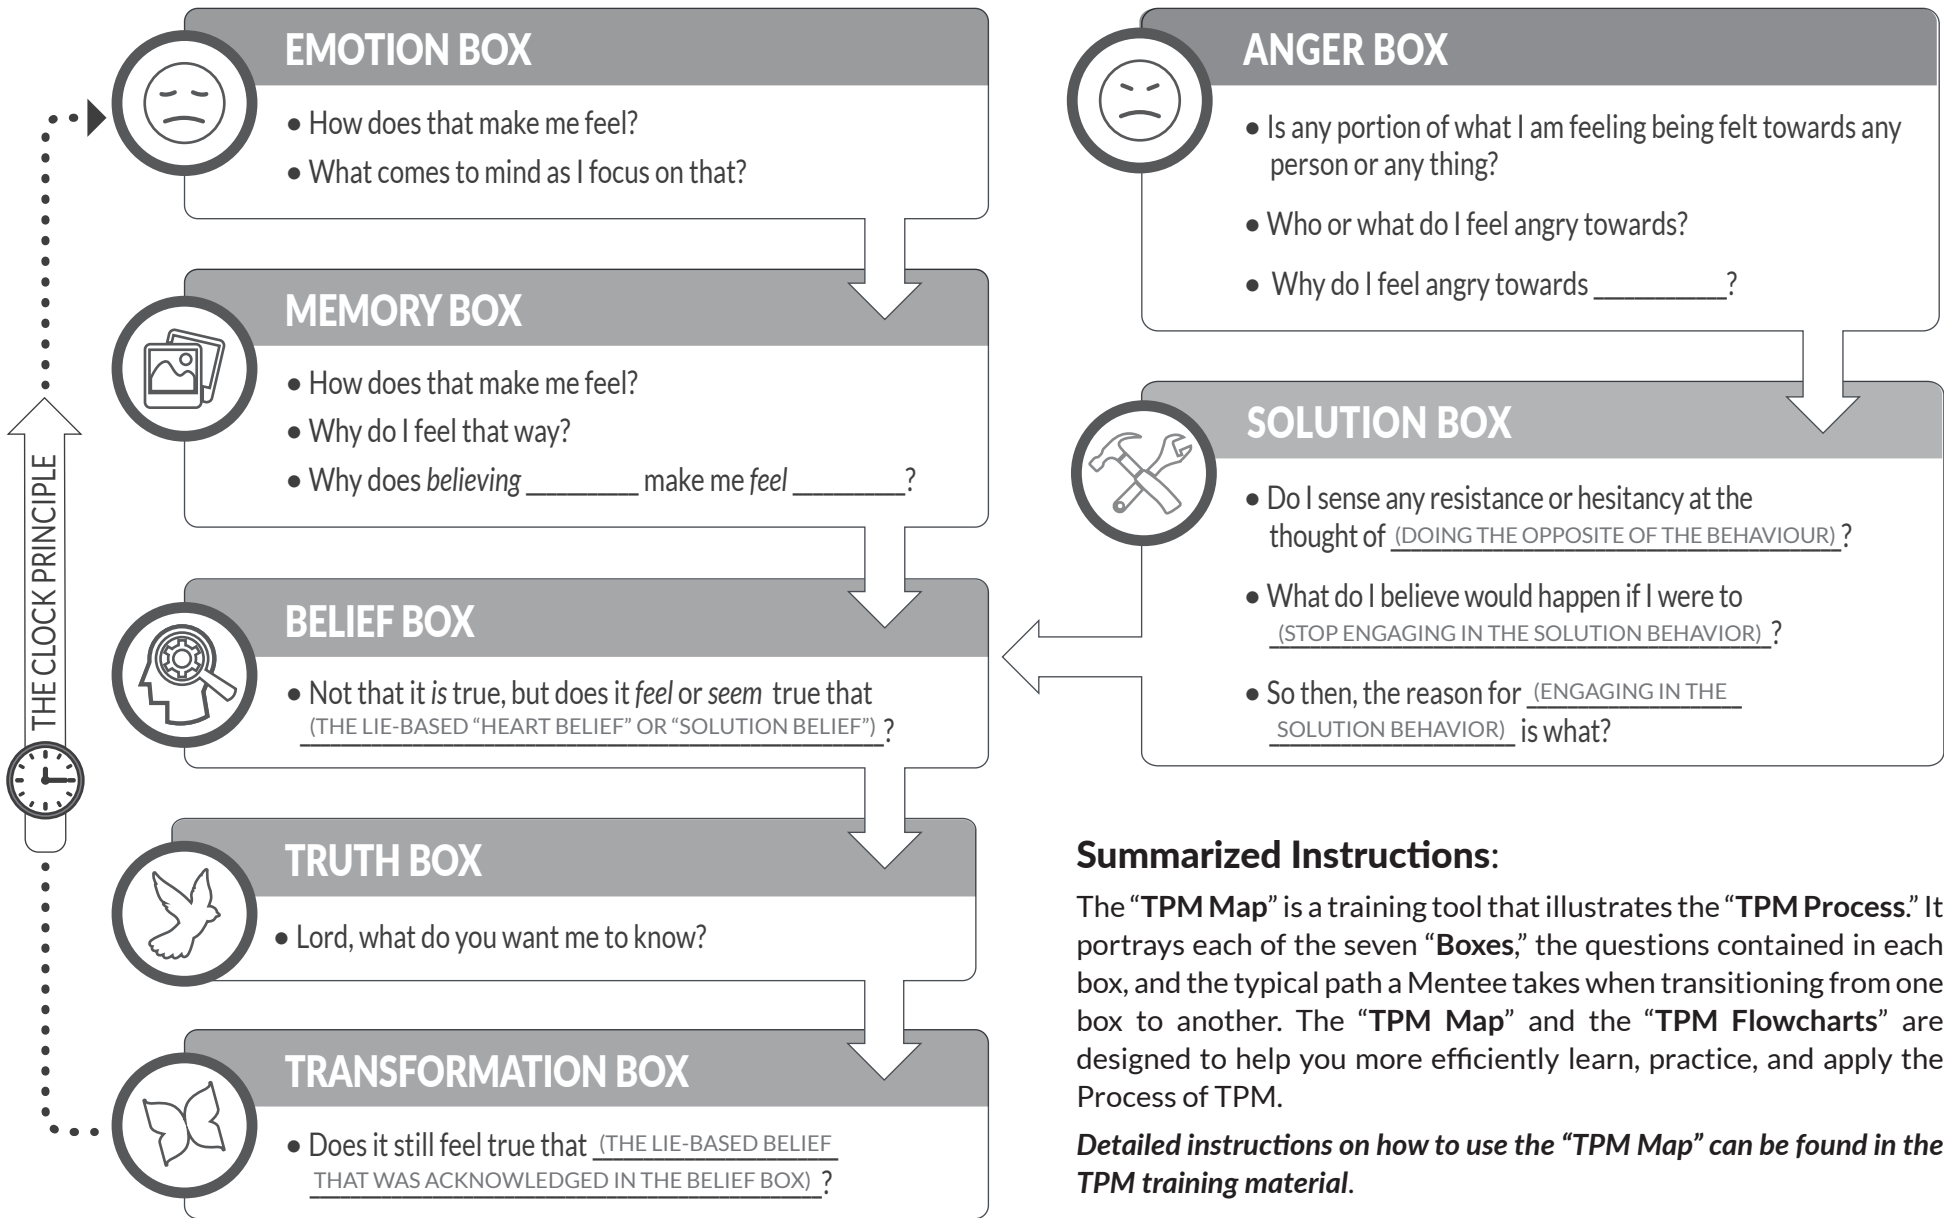 EMOTION BOX
• How does that make me feel?
• What comes to mind as I focus on that?
MEMORY BOX
• How does that make me feel?
• Why do I feel that way?
• Why does believing __________ make me feel __________?
BELIEF BOX
• Not that it is true, but does it feel or seem true that
(THE LIE-BASED “HEART BELIEF” OR “SOLUTION BELIEF”) ?
TRUTH BOX
• Lord, what do you want me to know?
TRANSFORMATION BOX
• Does it still feel true that (THE LIE-BASED BELIEF
THAT WAS ACKNOWLEDGED IN THE BELIEF BOX) ?
THE CLOCK PRINCIPLE
ANGER BOX
• Is any portion of what I am feeling being felt towards any
person or any thing?
• Who or what do I feel angry towards?
• Why do I feel angry towards ____________?
SOLUTION BOX
• Do I sense any resistance or hesitancy at the
thought of (DOING THE OPPOSITE OF THE BEHAVIOUR) ?
• What do I believe would happen if I were to
(STOP ENGAGING IN THE SOLUTION BEHAVIOR) ?
• So then, the reason for (ENGAGING IN THE
SOLUTION BEHAVIOR) is what?
Summarized Instructions:
The “TPM Map” is a training tool that illustrates the “TPM Process.” It
portrays each of the seven “Boxes,” the questions contained in each
box, and the typical path a Mentee takes when transitioning from one
box to another. The “TPM Map” and the “TPM Flowcharts” are
designed to help you more efficiently learn, practice, and apply the
Process of TPM.
Detailed instructions on how to use the “TPM Map” can be found in the
TPM training material.